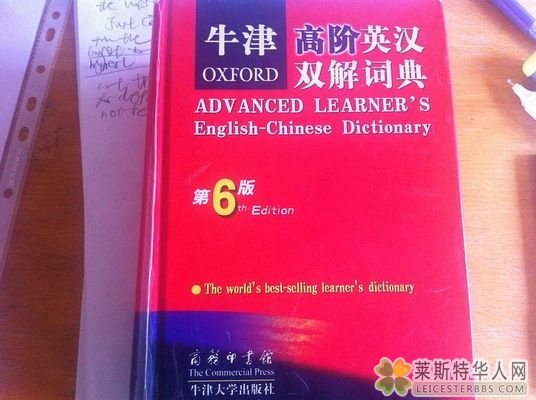 牛津
OXFORD
高阶英汉
双解词典
ADVANCED LEARNER'S
English-Chinese Dictionary
第6版
th Edition
The world's best-selling learner's dictionary
商务印书馆
The Commercial Press
牛津大学出版社
莱斯特华人网
LEICESTERBBS.COM